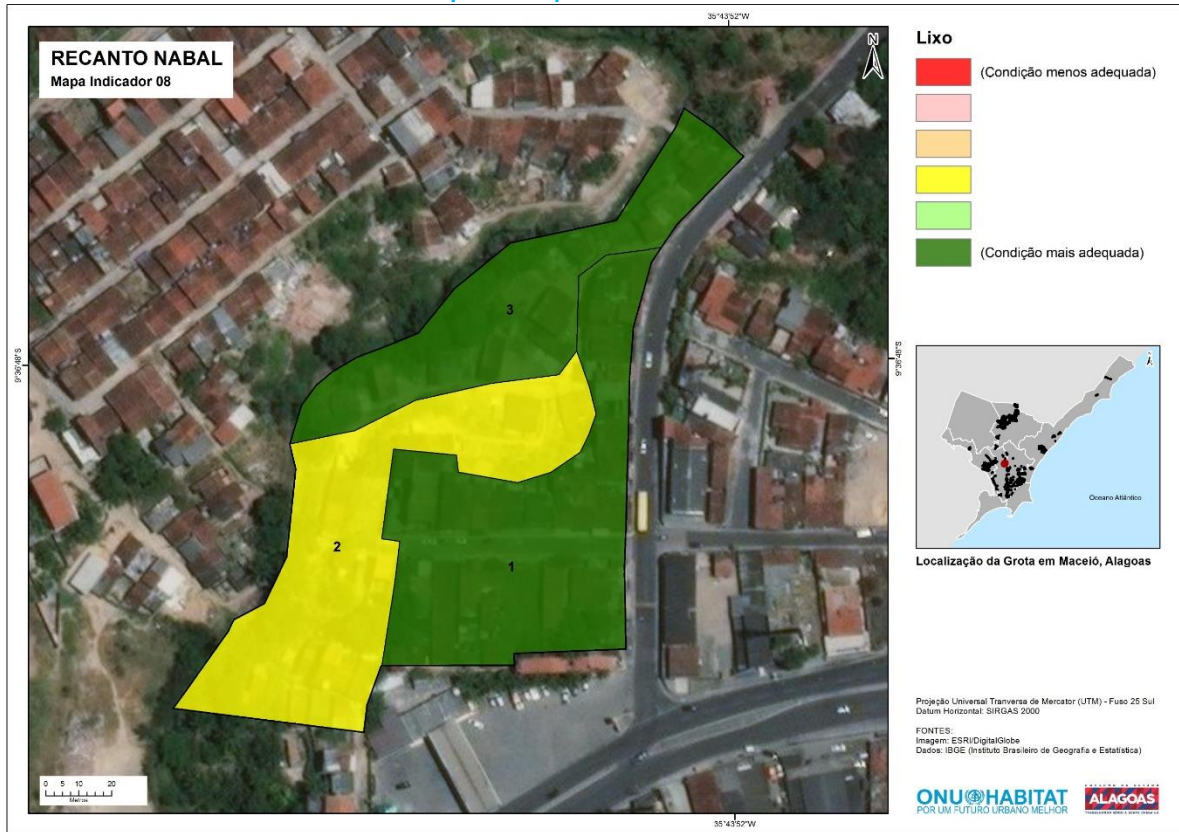 35°43'52"W
RECANTO NABAL
Mapa Indicador 08
N
Lixo
(Condição menos adequada)
(Condição mais adequada)
3
2
1
9°36'48"S
9°36'48"S
Oceano Atlântico
Localização da Grota em Maceió, Alagoas
Projeção Universal Tranversa de Mercator (UTM) - Fuso 25 Sul
Datum Horizontal: SIRGAS 2000
FONTES:
Imagem: ESRI/DigitalGlobe
Dados: IBGE (Instituto Brasileiro de Geografia e Estatística)
0 5 10 20
Metros
ONU HABITAT
POR UM FUTURO URBANO MELHOR
ALAGOAS
35°43'52"W